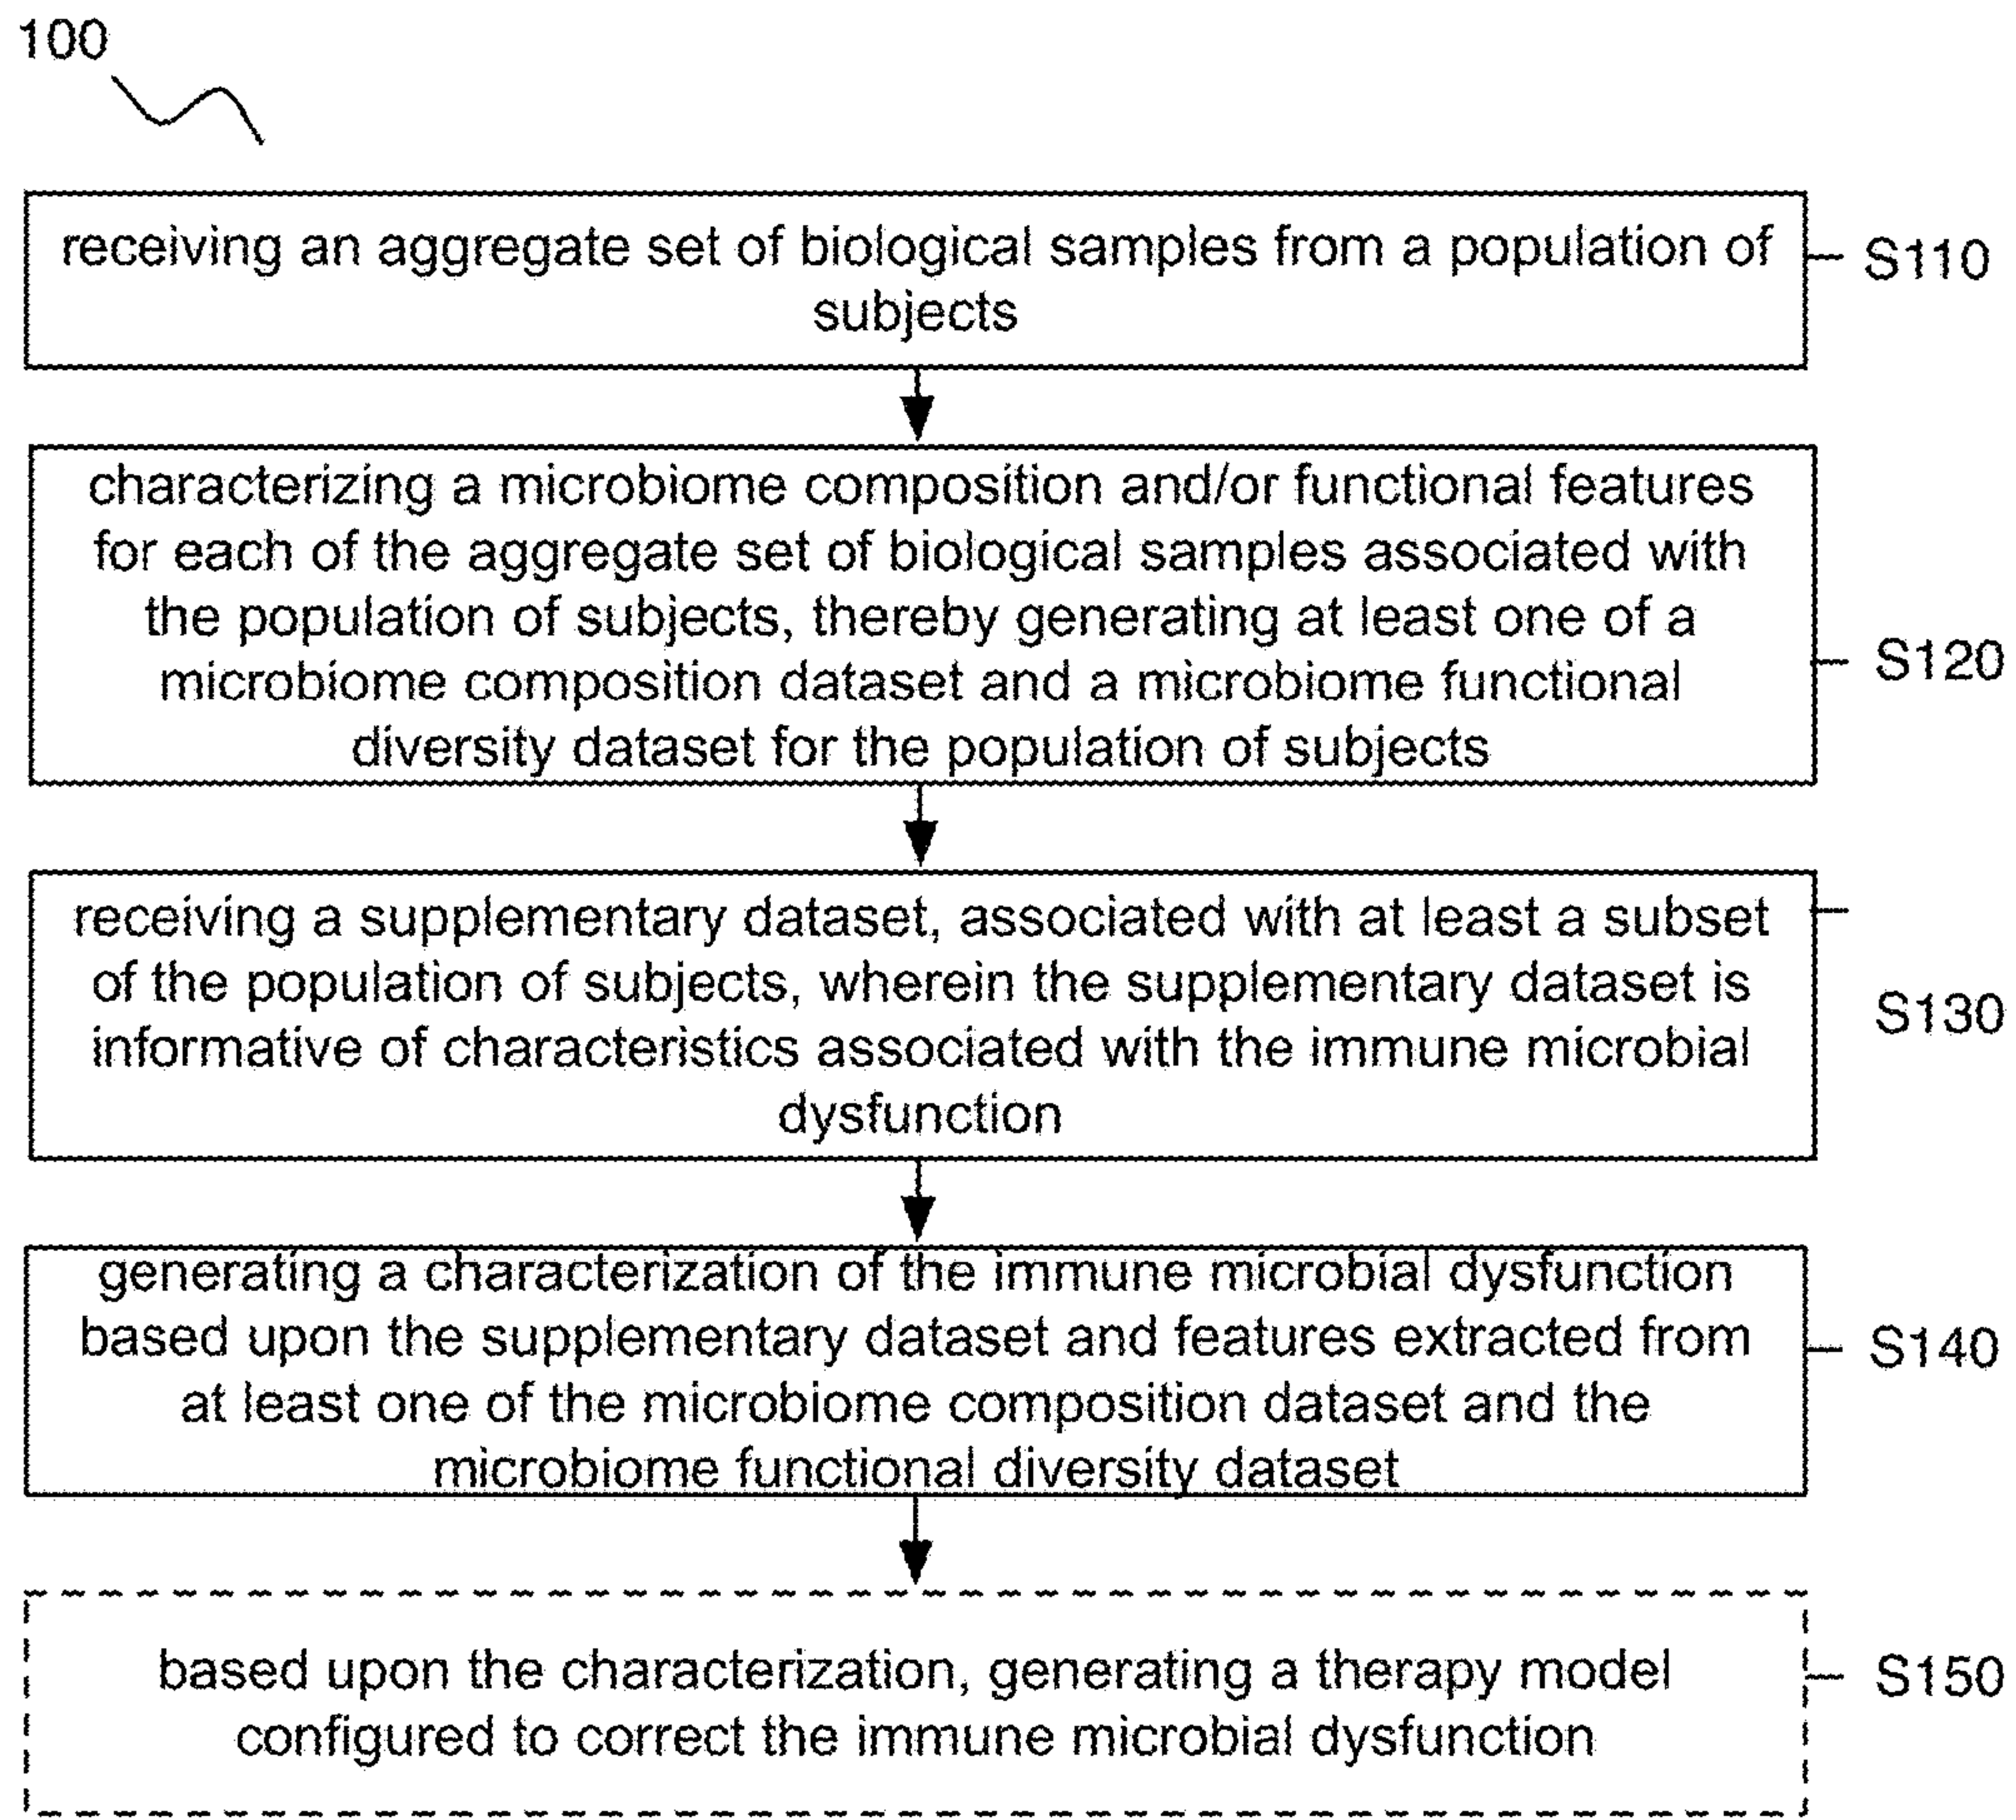 100
receiving an aggregate set of biological samples from a population of
subjects
S110
characterizing a microbiome composition and/or functional features
for each of the aggregate set of biological samples associated with
the population of subjects, thereby generating at least one of a
microbiome composition dataset and a microbiome functional
diversity dataset for the population of subjects
S120
receiving a supplementary dataset, associated with at least a subset
of the population of subjects, wherein the supplementary dataset is
informative of characteristics associated with the immune microbial
dysfunction
S130
generating a characterization of the immune microbial dysfunction
based upon the supplementary dataset and features extracted from
at least one of the microbiome composition dataset and the
microbiome functional diversity dataset
S140
based upon the characterization, generating a therapy model
configured to correct the immune microbial dysfunction
S150